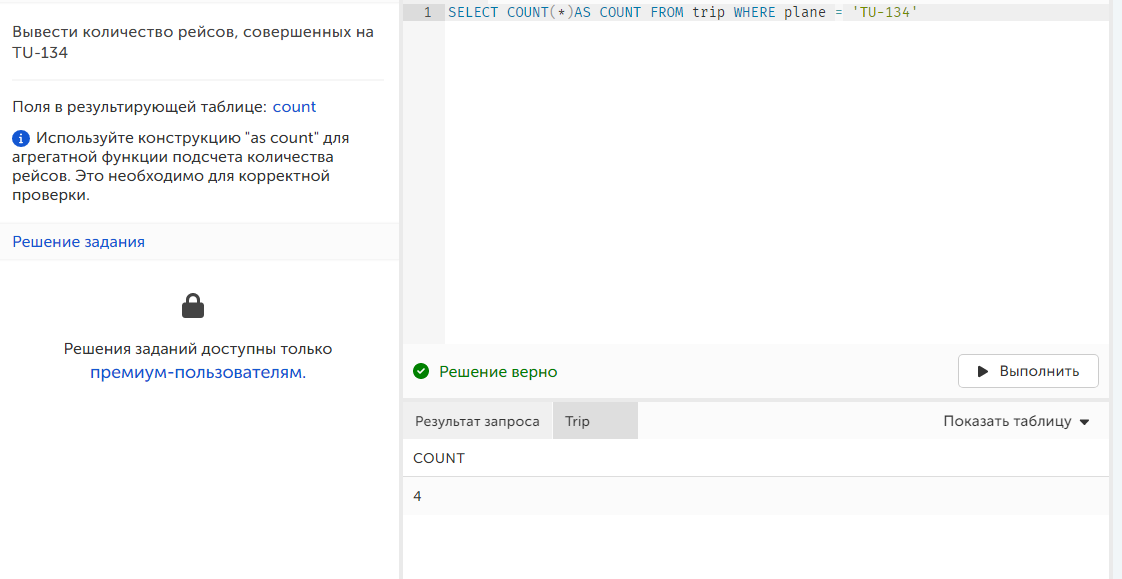 Вывести количество рейсов, совершенных на
TU-134
Поля в результирующей таблице: count
Используйте конструкцию "as count" для
агрегатной функции подсчета количества
рейсов. Это необходимо для корректной
проверки.
Решение задания
Решения заданий доступны только
премиум-пользователям.
1 SELECT COUNT(*)AS COUNT FROM trip WHERE plane = 'TU-134'
Решение верно
Выполнить
Результат запроса Trip Показать таблицу
COUNT
4